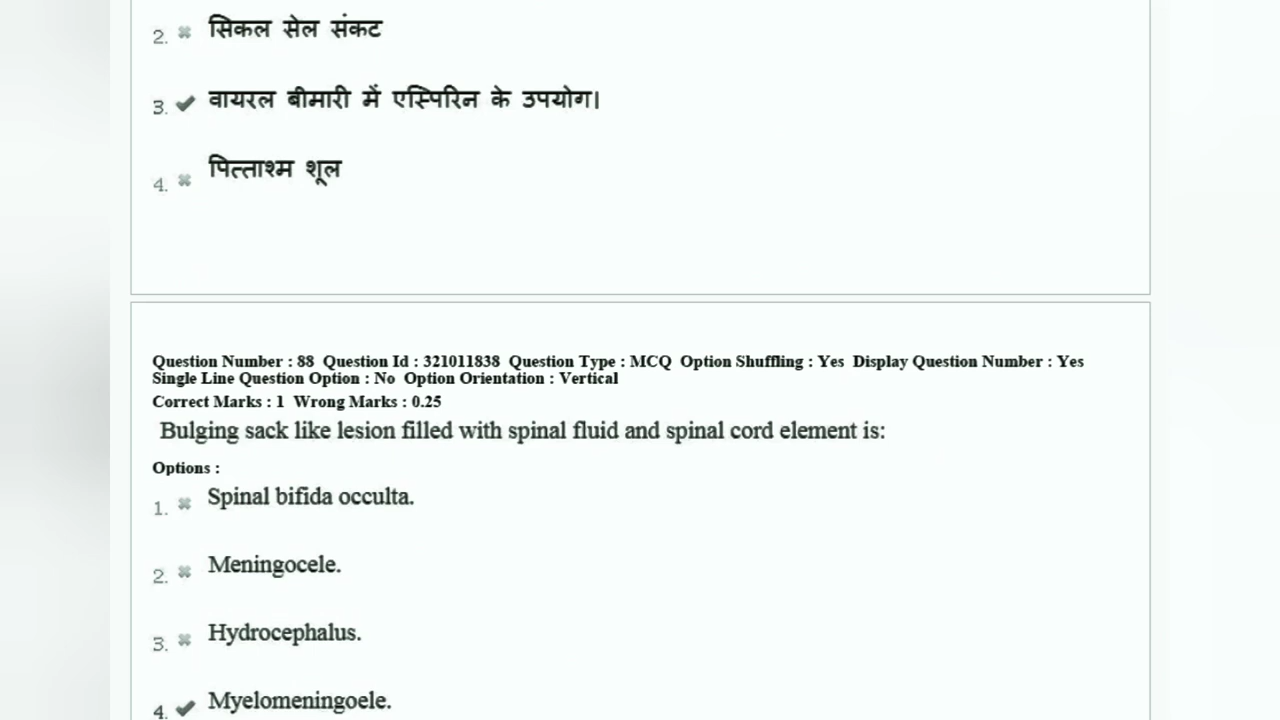 2. सिकल सेल संकट
3. वायरल बीमारी में एस्पिरिन के उपयोग।
4. पित्ताश्म शूल
Question Number : 88 Question Id : 321011838 Question Type : MCQ Option Shuffling : Yes Display Question Number : Yes
Single Line Question Option : No Option Orientation : Vertical
Correct Marks : 1 Wrong Marks : 0.25
Bulging sack like lesion filled with spinal fluid and spinal cord element is:
Options :
1. Spinal bifida occulta.
2. Meningocele.
3. Hydrocephalus.
4. Myelomeningoele.